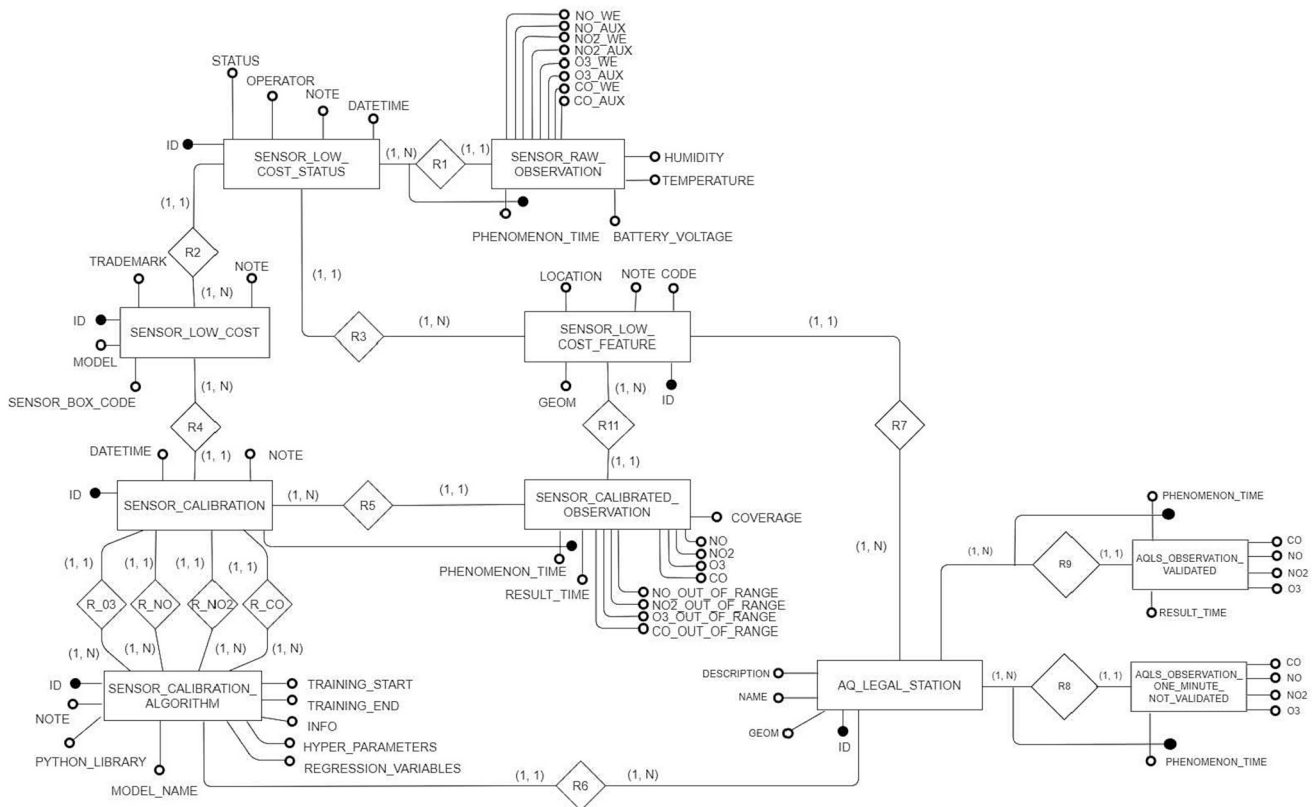 NO_WE
NO_AUX
NO2_WE
NO2_AUX
O3_WE
O3_AUX
CO_WE
CO_AUX
STATUS
OPERATOR
NOTE
DATETIME
ID
SENSOR_LOW_
COST_STATUS
(1, N)
R1
(1, 1)
SENSOR_RAW_
OBSERVATION
HUMIDITY
TEMPERATURE
PHENOMENON_TIME
BATTERY_VOLTAGE
(1, 1)
R2
(1, N)
TRADEMARK
NOTE
ID
SENSOR_LOW_COST
MODEL
SENSOR_BOX_CODE
(1, 1)
R3
(1, N)
LOCATION
NOTE
CODE
SENSOR_LOW_
COST_FEATURE
GEOM
ID
(1, 1)
R7
(1, N)
(1, N)
R4
(1, 1)
(1, N)
R11
(1, 1)
DATETIME
NOTE
ID
SENSOR_CALIBRATION
(1, N)
R5
(1, 1)
SENSOR_CALIBRATED_
OBSERVATION
COVERAGE
NO
NO2
O3
CO
PHENOMENON_TIME
RESULT_TIME
NO_OUT_OF_RANGE
NO2_OUT_OF_RANGE
O3_OUT_OF_RANGE
CO_OUT_OF_RANGE
(1, 1)
(1, 1)
(1, 1)
(1, 1)
R_03
R_NO
R_NO2
R_CO
(1, N)
(1, N)
(1, N)
(1, N)
ID
SENSOR_CALIBRATION_
ALGORITHM
NOTE
PYTHON_LIBRARY
MODEL_NAME
TRAINING_START
TRAINING_END
INFO
HYPER_PARAMETERS
REGRESSION_VARIABLES
(1, 1)
R6
(1, N)
DESCRIPTION
NAME
GEOM
ID
AQ_LEGAL_STATION
(1, N)
R9
(1, 1)
PHENOMENON_TIME
AQLS_OBSERVATION_
VALIDATED
CO
NO
NO2
O3
RESULT_TIME
(1, N)
R8
(1, 1)
AQLS_OBSERVATION_
ONE_MINUTE_
NOT_VALIDATED
CO
NO
NO2
O3
PHENOMENON_TIME